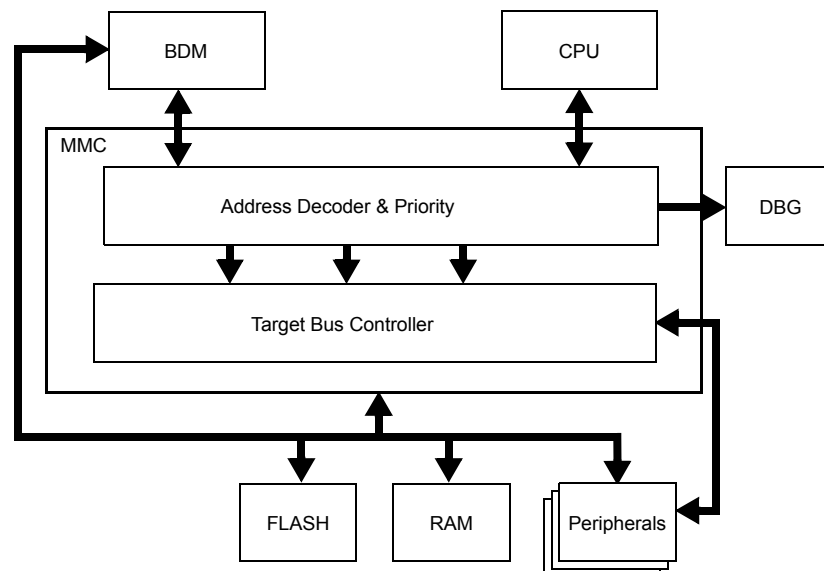 BDM
CPU
MMC
Address Decoder & Priority
DBG
Target Bus Controller
FLASH
RAM
Peripherals